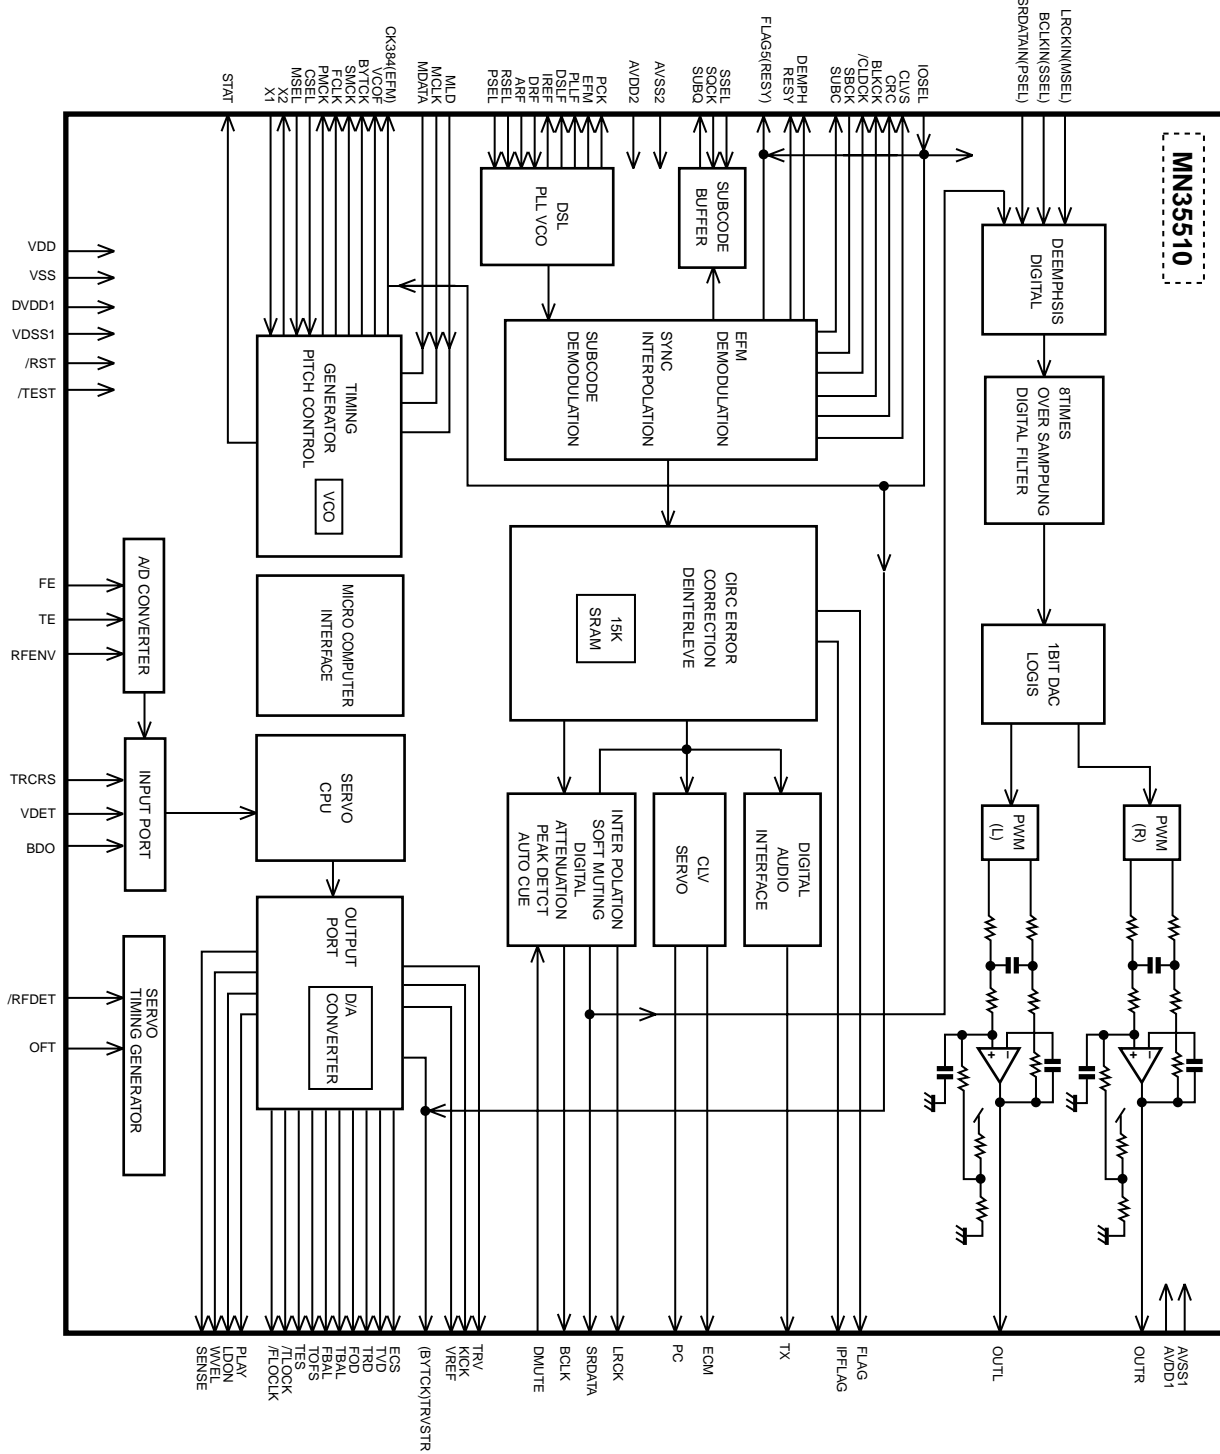 MN35510
LRCKIN(MSEL)
BCLKIN(SSEL)
SRDATAIN(PSEL)
IOSEL
CLVS
CRC
BLKCK
/CLDCK
SBCK
SUBC
DEMPH
RESY
FLAG5(RESY)
SSEL
SQCK
SUBQ
AVSS2
AVDD2
PCK
EFM
PLLF
DSLF
IREF
DRF
ARF
RSEL
PSEL
MLD
MCLK
MDATA
CK384(EFM)
VCOF
BYTCK
SMCK
FCLK
PMCK
CSEL
MSEL
X2
X1
STAT
DEEMPHSIS
DIGITAL
8TIMES
OVER SAMPPUNG
DIGITAL FILTER
1BIT DAC
LOGIS
PWM
(R)
PWM
(L)
SUBCODE
BUFFER
DSL
PLL VCO
EFM
DEMODULATION
SYNC
INTERPOLATION
SUBCODE
DEMODULATION
TIMING
GENERATOR
PITCH CONTROL
VCO
CIRC ERROR
CORRECTION
DEINTERLEVE
15K
SRAM
MICRO COMPUTER
INTERFACE
A/D CONVERTER
INPUT PORT
SERVO
CPU
DIGITAL
AUDIO
INTERFACE
CLV
SERVO
INTER POLATION
SOFT MUTING
DIGITAL
ATTENUATION
PEAK DETCT
AUTO CUE
OUTPUT
PORT
D/A
CONVERTER
SERVO
TIMING GENERATOR
+
−
+
−
VDD
VSS
DVDD1
VDSS1
/RST
/TEST
FE
TE
RFENV
TRCRS
VDET
BDO
/RFDET
OFT
AVSS1
AVDD1
OUTR
OUTL
FLAG
IPFLAG
TX
ECM
PC
LRCK
SRDATA
BCLK
DMUTE
(BYTCK)TRVSTR
TRV
KICK
VREF
ECS
TVD
TRD
FOD
TBAL
FBAL
TOFS
TES
/TLOCK
/FLOCLK
PLAY
LDON
WVEL
SENSE